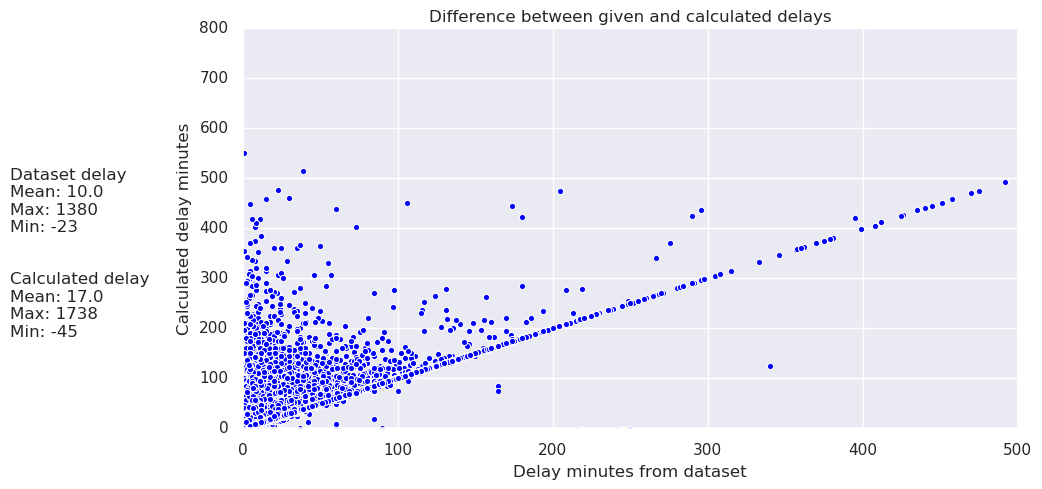 Difference between given and calculated delays
800
700
600
500
400
300
200
100
0
Calculated delay minutes
Dataset delay
Mean: 10.0
Max: 1380
Min: -23
Calculated delay
Mean: 17.0
Max: 1738
Min: -45
0 100 200 300 400 500
Delay minutes from dataset